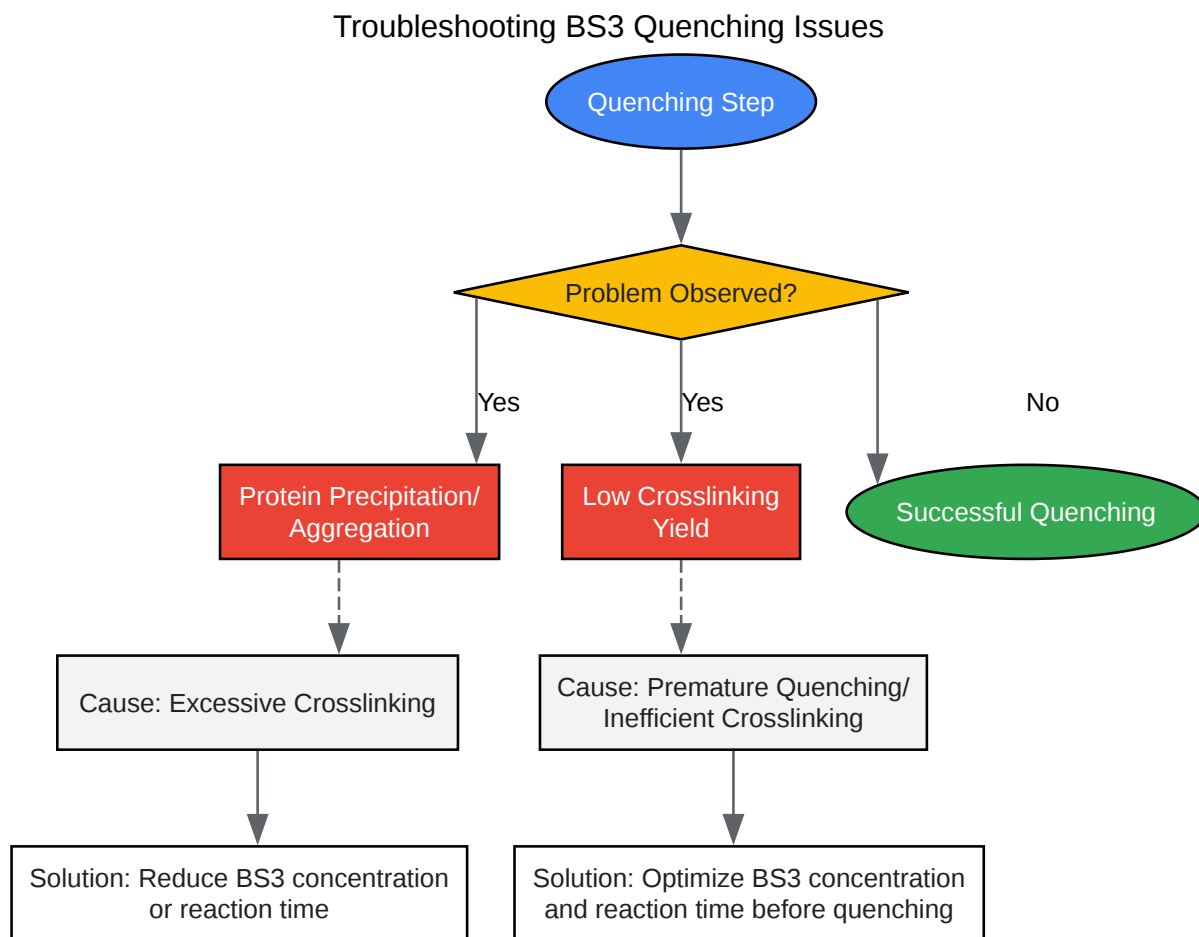 Troubleshooting BS3 Quenching Issues
Quenching Step
Problem Observed?
Yes
Yes
No
Protein Precipitation/
Aggregation
Low Crosslinking
Yield
Successful Quenching
Cause: Excessive Crosslinking
Cause: Premature Quenching/
Inefficient Crosslinking
Solution: Reduce BS3 concentration
or reaction time
Solution: Optimize BS3 concentration
and reaction time before quenching